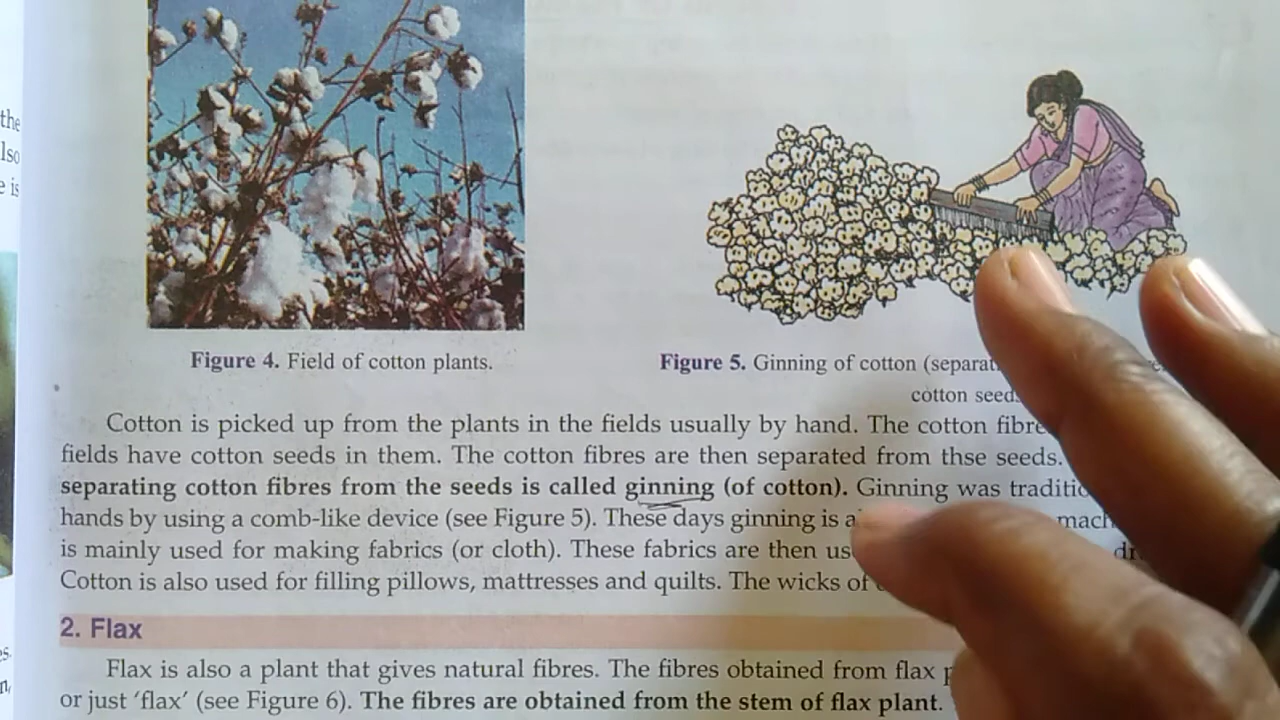 the
lso
e is
Figure 4. Field of cotton plants.
Figure 5. Ginning of cotton (separat
cotton seeds
Cotton is picked up from the plants in the fields usually by hand. The cotton fibre
fields have cotton seeds in them. The cotton fibres are then separated from thse seeds.
separating cotton fibres from the seeds is called ginning (of cotton). Ginning was traditio
hands by using a comb-like device (see Figure 5). These days ginning is a mach
is mainly used for making fabrics (or cloth). These fabrics are then us dr
Cotton is also used for filling pillows, mattresses and quilts. The wicks of
2. Flax
Flax is also a plant that gives natural fibres. The fibres obtained from flax p
or just 'flax' (see Figure 6). The fibres are obtained from the stem of flax plant.
es.
n,